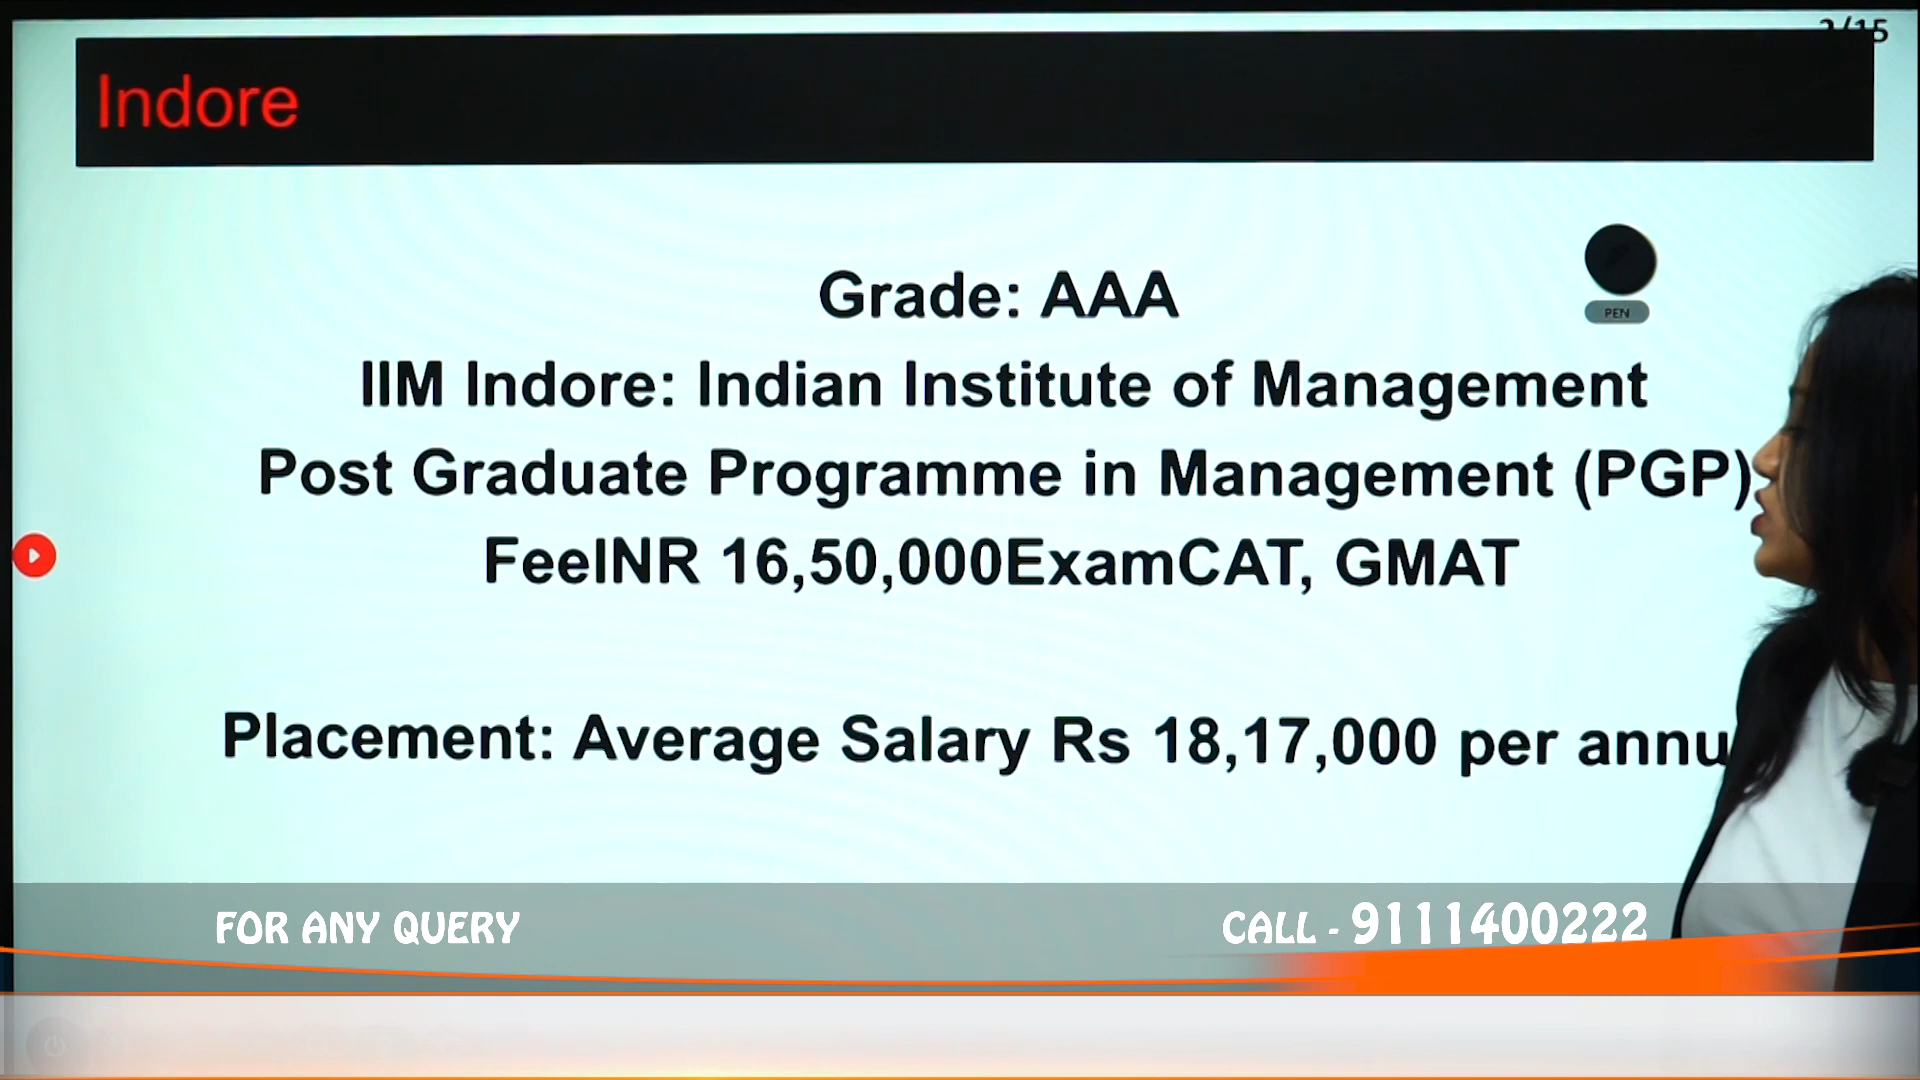 Indore
Grade: AAA
PEN
IIM Indore: Indian Institute of Management
Post Graduate Programme in Management (PGP)
FeeINR 16,50,000ExamCAT, GMAT
Placement: Average Salary Rs 18,17,000 per annu
FOR ANY QUERY
CALL - 9111400222